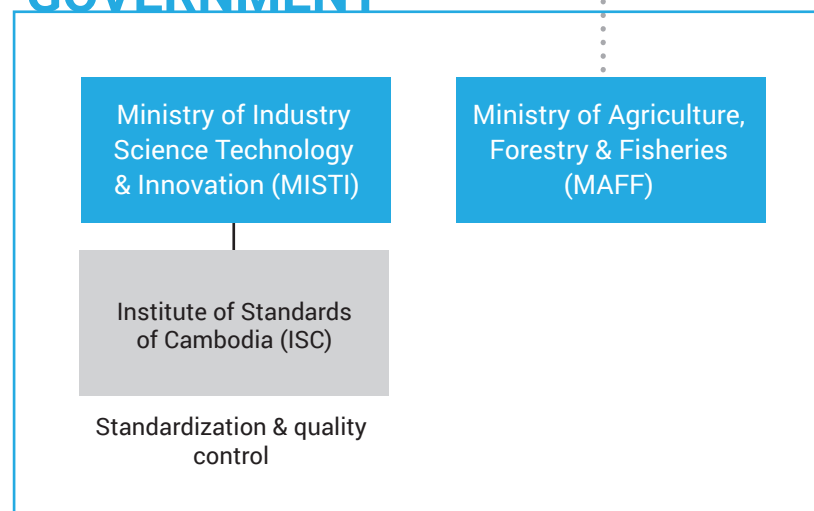 GOVERNMENT
Ministry of Industry
Science Technology
& Innovation (MISTI)
Ministry of Agriculture,
Forestry & Fisheries
(MAFF)
Institute of Standards
of Cambodia (ISC)
Standardization & quality
control